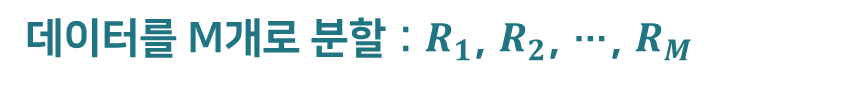 데이터를 M개로 분할 : R₁, R₂, ⋯, R_M